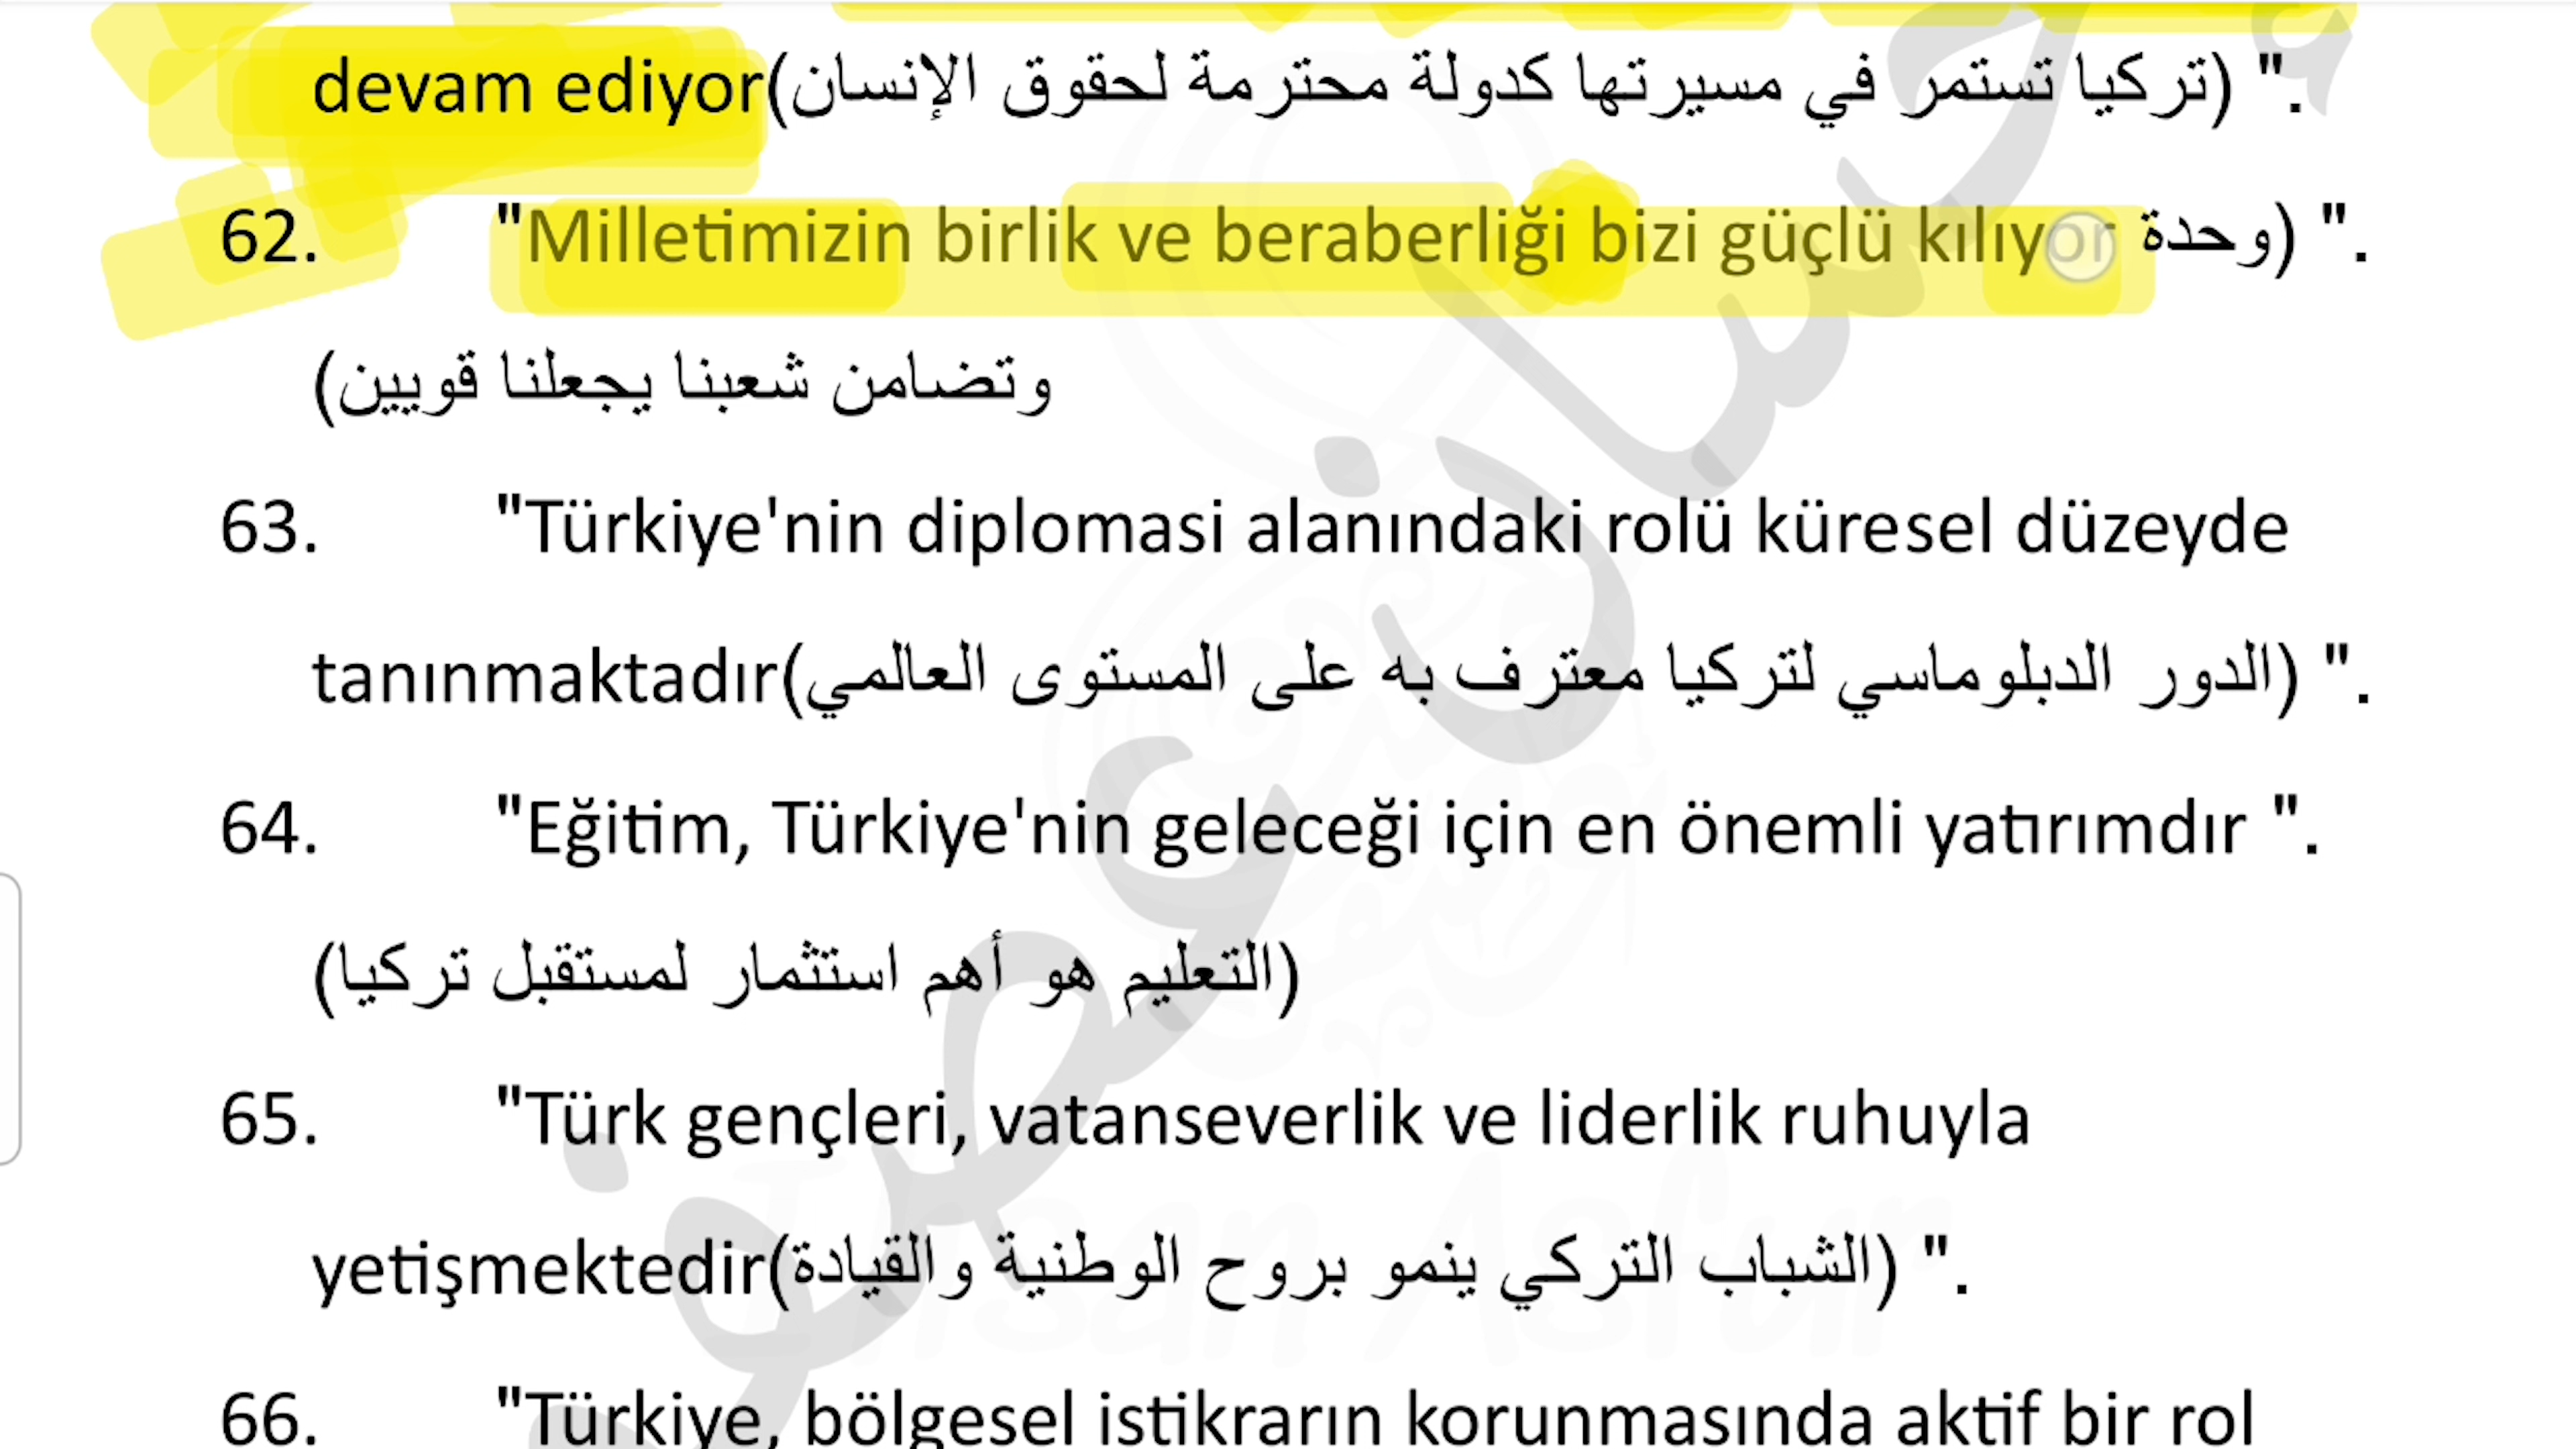 devam ediyor(تركيا تستمر في مسيرتها كدولة محترمة لحقوق الإنسان) ".
62. "Milletimizin birlik ve beraberliği bizi güçlü kılıyor (وحدة ".
وتضامن شعبنا يجعلنا قويين)
63. "Türkiye'nin diplomasi alanındaki rolü küresel düzeyde
tanınmaktadır(الدور الدبلوماسي لتركيا معترف به على المستوى العالمي) ".
64. "Eğitim, Türkiye'nin geleceği için en önemli yatırımdır ".
(التعليم هو أهم استثمار لمستقبل تركيا)
65. "Türk gençleri, vatanseverlik ve liderlik ruhuyla
yetişmektedir(الشباب التركي ينمو بروح الوطنية والقيادة) ".
66. "Türkiye, bölgesel istikrarın korunmasında aktif bir rol